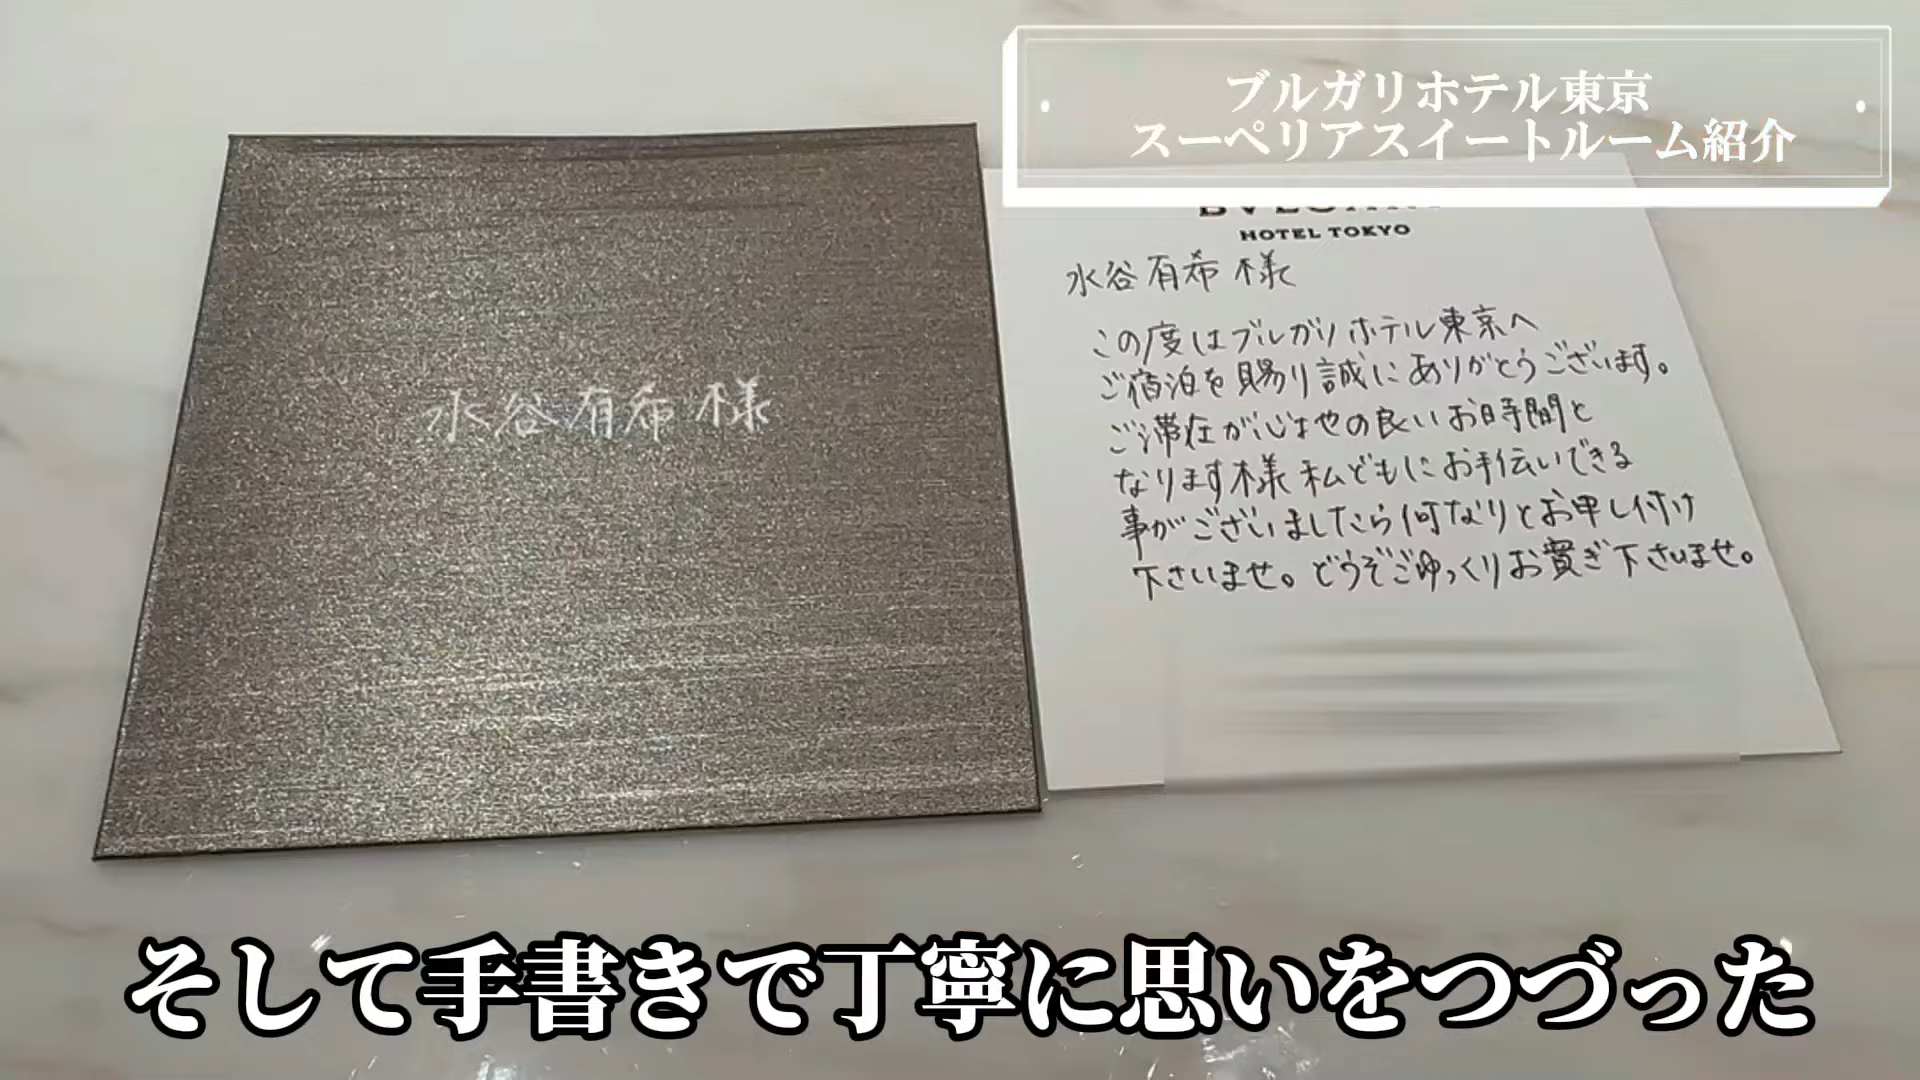 ブルガリホテル東京
スーペリアスイートルーム紹介
HOTEL TOKYO
水谷有希 様
水谷有希 様
この度はブルガリ ホテル東京へ
ご宿泊を賜り誠にありがとうございます。
ご滞在が心地の良いお時間と
なります様私どもにお手伝いできる
事がございましたら何なりとお申し付け
下さいませ。どうぞごゆっくりお寛ぎ下さいませ。
そして手書きで丁寧に思いをつづった